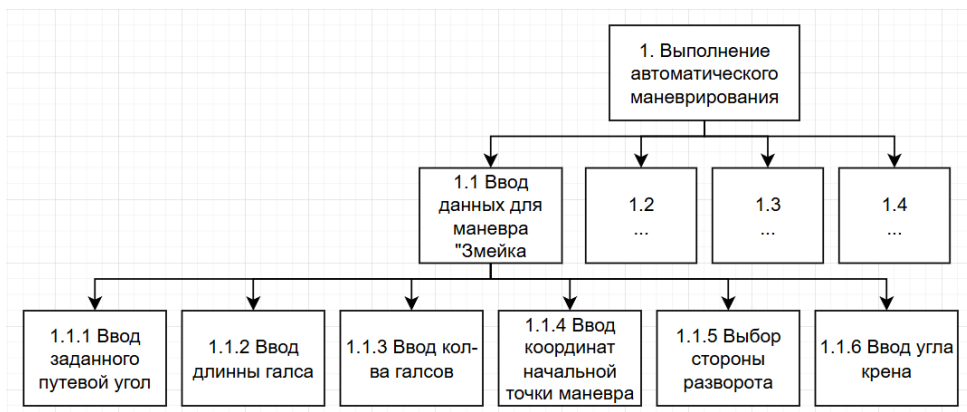 1. Выполнение
автоматического
маневрирования
1.1 Ввод
данных для
маневра
"Змейка
1.2
...
1.3
...
1.4
...
1.1.1 Ввод
заданного
путевой угол
1.1.2 Ввод
длинны галса
1.1.3 Ввод кол-
ва галсов
1.1.4 Ввод
координат
начальной
точки маневра
1.1.5 Выбор
стороны
разворота
1.1.6 Ввод угла
крена